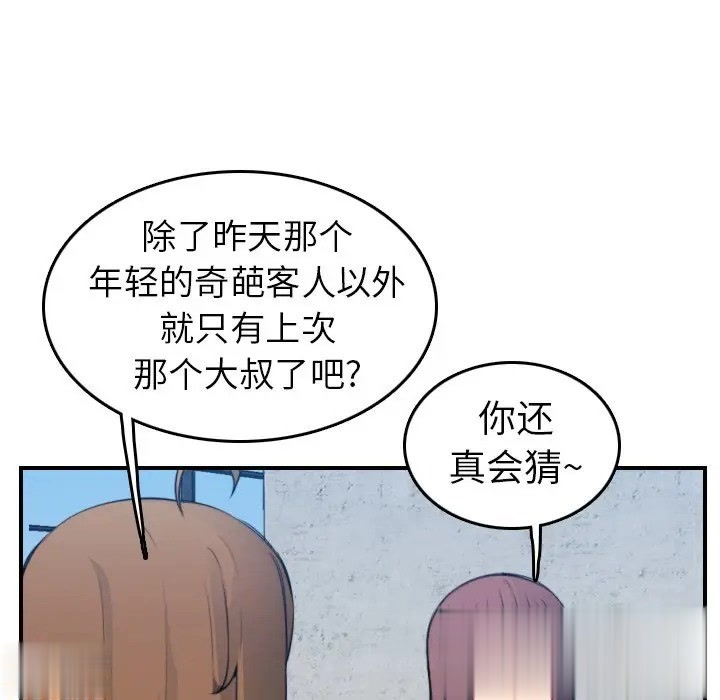 除了昨天那个
年轻的奇葩客人以外
就只有上次
那个大叔了吧?
你还
真会猜~